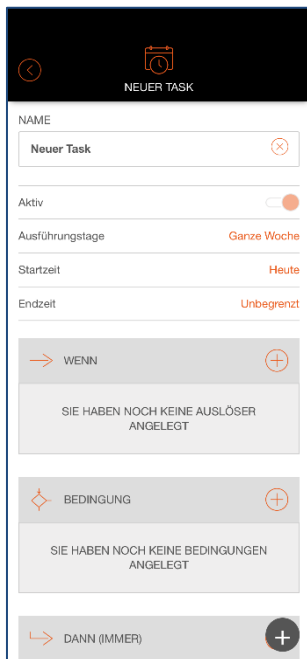 NEUER TASK
NAME
Neuer Task
Aktiv
Ausführungstage Ganze Woche
Startzeit Heute
Endzeit Unbegrenzt
WENN
SIE HABEN NOCH KEINE AUSLÖSER
ANGELEGT
BEDINGUNG
SIE HABEN NOCH KEINE BEDINGUNGEN
ANGELEGT
DANN (IMMER)